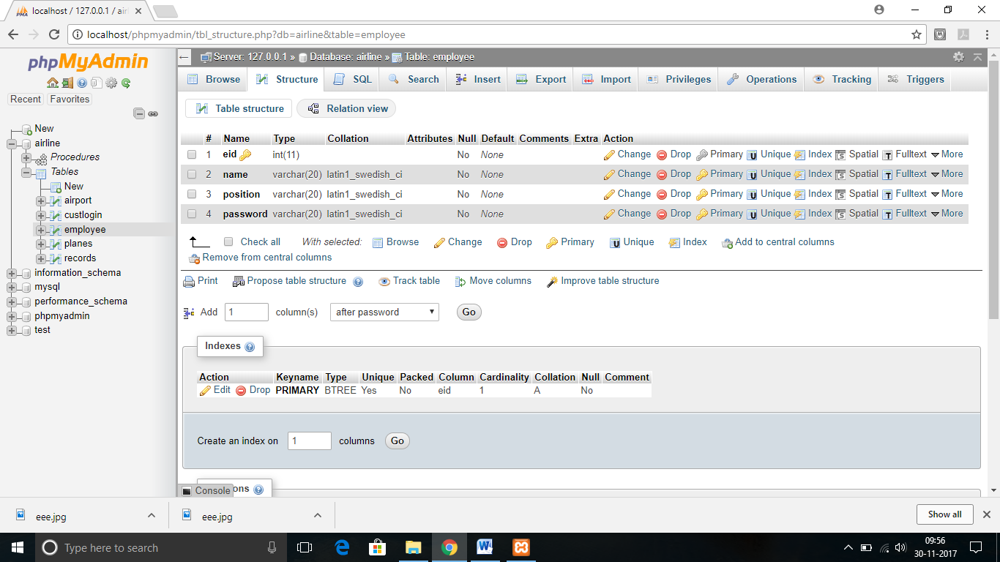 localhost / 127.0.0.1 / airl
localhost/phpmyadmin/tbl_structure.php?db=airline&table=employee
phpMyAdmin
Recent Favorites
New
airline
Procedures
Tables
New
airport
custlogin
employee
planes
records
information_schema
mysql
performance_schema
phpmyadmin
test
Server: 127.0.0.1 » Database: airline » Table: employee
Browse Structure SQL Search Insert Export Import Privileges Operations Tracking Triggers
Table structure Relation view
# Name Type Collation Attributes Null Default Comments Extra Action
1 eid int(11) No None Change Drop Primary Unique Index Spatial Fulltext More
2 name varchar(20) latin1_swedish_ci No None Change Drop Primary Unique Index Spatial Fulltext More
3 position varchar(20) latin1_swedish_ci No None Change Drop Primary Unique Index Spatial Fulltext More
4 password varchar(20) latin1_swedish_ci No None Change Drop Primary Unique Index Spatial Fulltext More
Check all With selected: Browse Change Drop Primary Unique Index Add to central columns
Remove from central columns
Print Propose table structure Track table Move columns Improve table structure
Add 1 column(s) after password Go
Indexes
Action Keyname Type Unique Packed Column Cardinality Collation Null Comment
Edit Drop PRIMARY BTREE Yes No eid 1 A No
Create an index on 1 columns Go
Console ons
eee.jpg eee.jpg Show all
Type here to search
09:56
30-11-2017